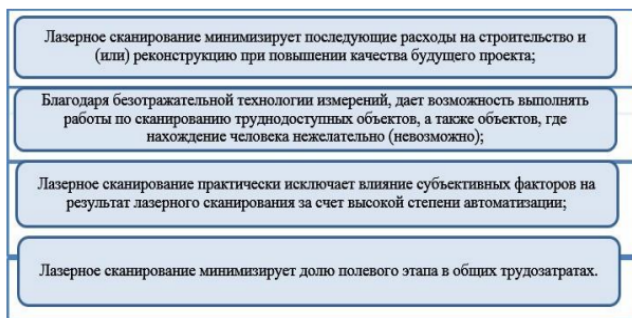 Лазерное сканирование минимизирует последующие расходы на строительство и
(или) реконструкцию при повышении качества будущего проекта;
Благодаря безотражательной технологии измерений, дает возможность выполнять
работы по сканированию труднодоступных объектов, а также объектов, где
нахождение человека нежелательно (невозможно);
Лазерное сканирование практически исключает влияние субъективных факторов на
результат лазерного сканирования за счет высокой степени автоматизации;
Лазерное сканирование минимизирует долю полевого этапа в общих трудозатратах.